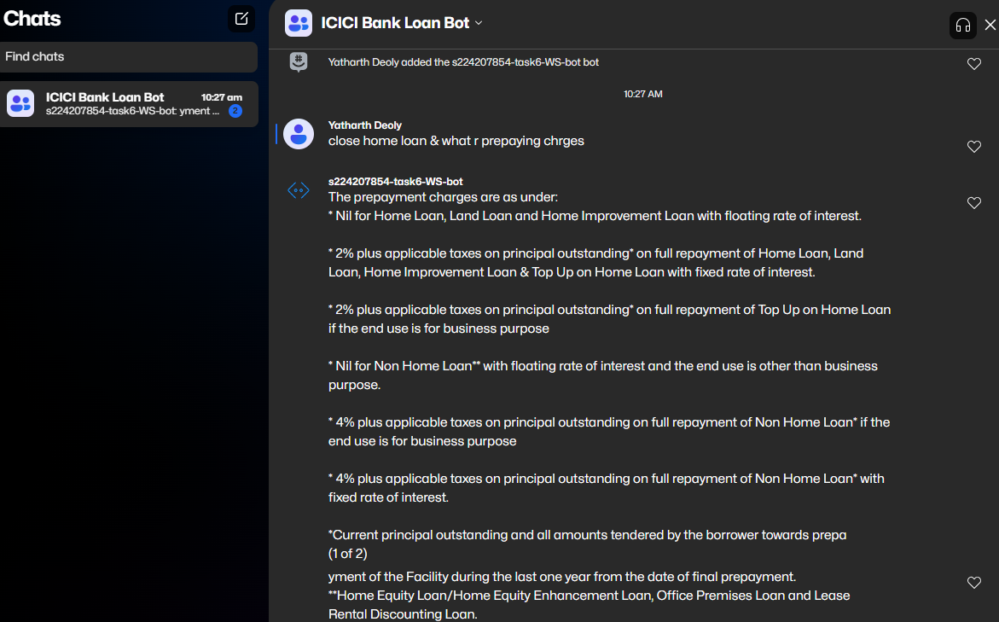 Chats
Find chats
ICICI Bank Loan Bot
10:27 am
s224207854-task6-WS-bot: yment ...
2
ICICI Bank Loan Bot
Yatharth Deoly added the s224207854-task6-WS-bot bot
10:27 AM
Yatharth Deoly
close home loan & what r prepaying chrges
s224207854-task6-WS-bot
The prepayment charges are as under:
* Nil for Home Loan, Land Loan and Home Improvement Loan with floating rate of interest.
* 2% plus applicable taxes on principal outstanding* on full repayment of Home Loan, Land
Loan, Home Improvement Loan & Top Up on Home Loan with fixed rate of interest.
* 2% plus applicable taxes on principal outstanding* on full repayment of Top Up on Home Loan
if the end use is for business purpose
* Nil for Non Home Loan** with floating rate of interest and the end use is other than business
purpose.
* 4% plus applicable taxes on principal outstanding on full repayment of Non Home Loan* if the
end use is for business purpose
* 4% plus applicable taxes on principal outstanding on full repayment of Non Home Loan* with
fixed rate of interest.
*Current principal outstanding and all amounts tendered by the borrower towards prepa
(1 of 2)
yment of the Facility during the last one year from the date of final prepayment.
**Home Equity Loan/Home Equity Enhancement Loan, Office Premises Loan and Lease
Rental Discounting Loan.